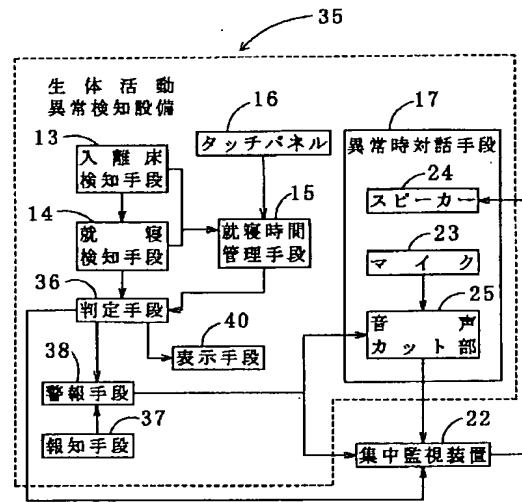 35
生体活動
異常検知設備
13
入離床
検知手段
16
タッチパネル
17
異常時対話手段
24
スピーカー
14
就寝
検知手段
15
就寝時間
管理手段
23
マイク
36
判定手段
25
音声
カット部
40
表示手段
38
警報手段
37
報知手段
22
集中監視装置